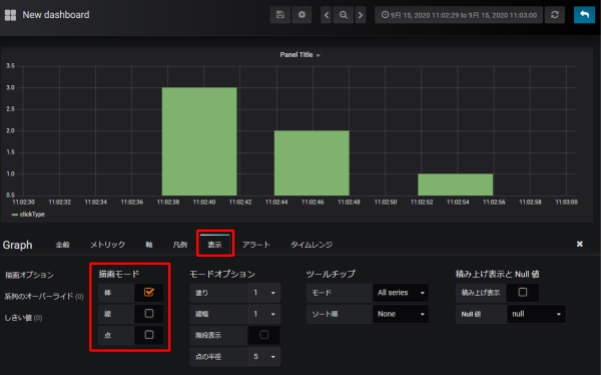 New dashboard
9月 15, 2020 11:02:29 to 9月 15, 2020 11:03:00
Panel Title
3.5
3.0
2.5
2.0
1.5
1.0
0.5
11:02:30 11:02:32 11:02:34 11:02:36 11:02:38 11:02:40 11:02:42 11:02:44 11:02:46 11:02:48 11:02:50 11:02:52 11:02:54 11:02:56 11:02:58 11:03:00
clickType
Graph 全般 メトリック 軸 凡例 表示 アラート タイムレンジ
描画オプション
系列のオーバーライド (0)
しきい値 (0)
描画モード
棒
線
点
モードオプション
塗り 1
線幅 1
階段表示
点の半径 5
ツールチップ
モード All series
ソート順 None
積み上げ表示と Null 値
積み上げ表示
Null 値 null